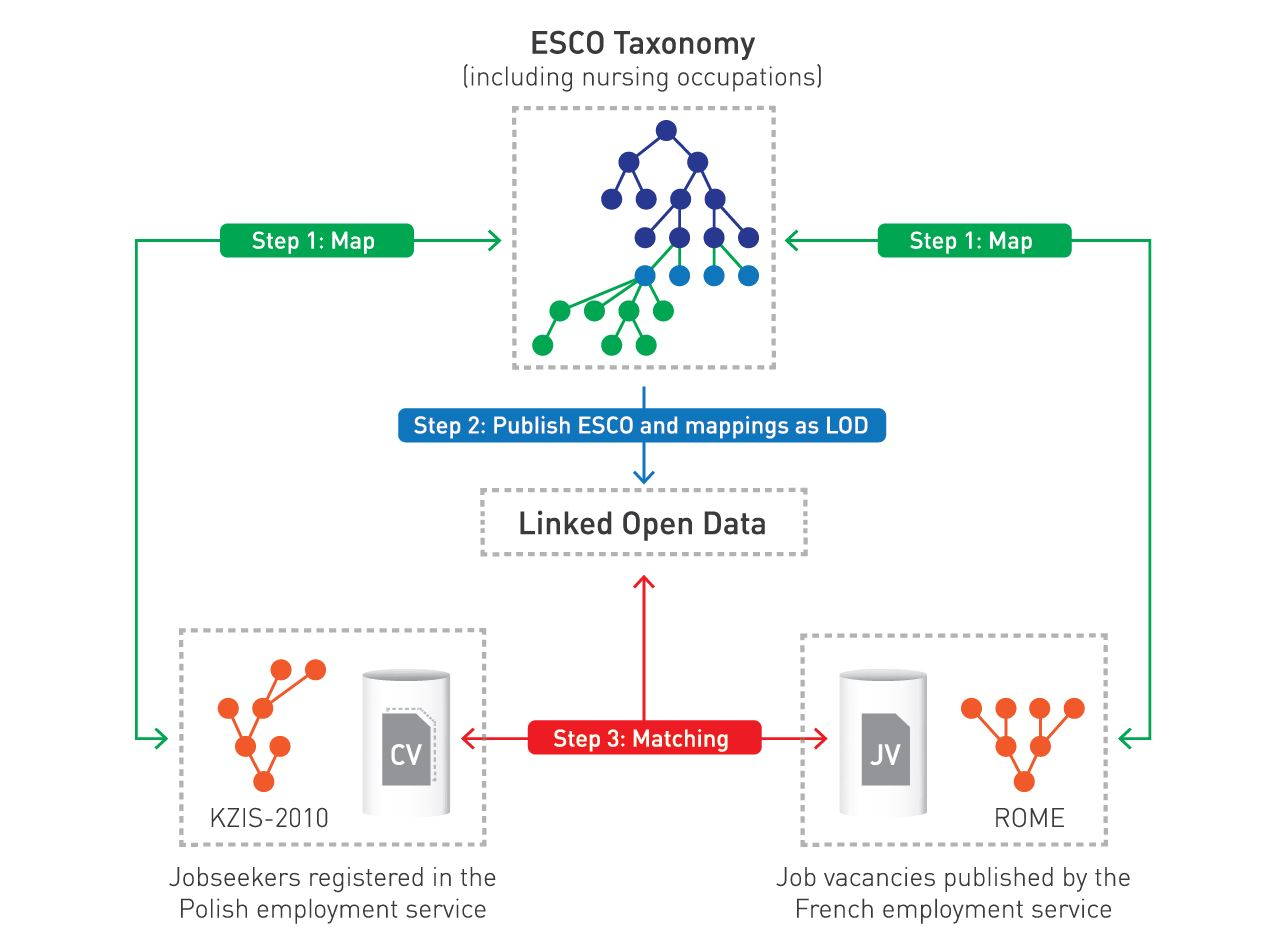 ESCO Taxonomy
(including nursing occupations)
Step 1: Map
Step 1: Map
Step 2: Publish ESCO and mappings as LOD
Linked Open Data
Step 3: Matching
CV
KZIS-2010
JV
ROME
Jobseekers registered in the
Polish employment service
Job vacancies published by the
French employment service